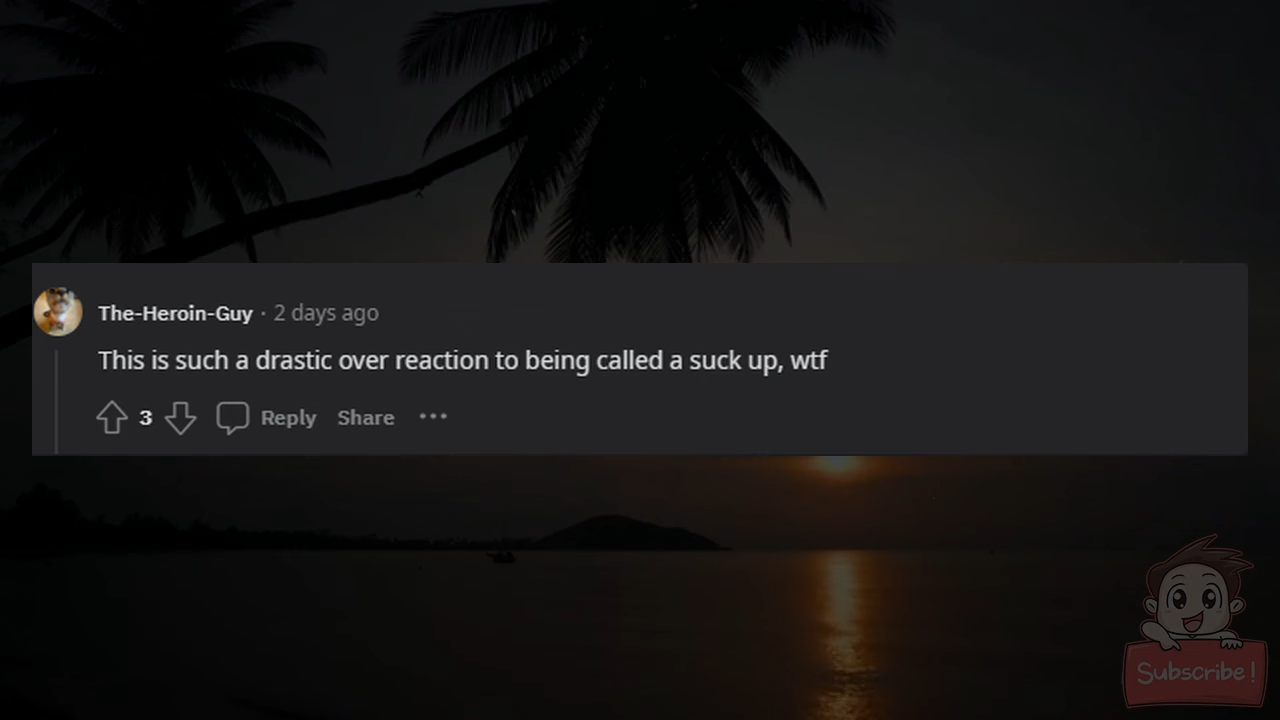 The-Heroin-Guy · 2 days ago
This is such a drastic over reaction to being called a suck up, wtf
3 Reply Share ···
Subscribe!